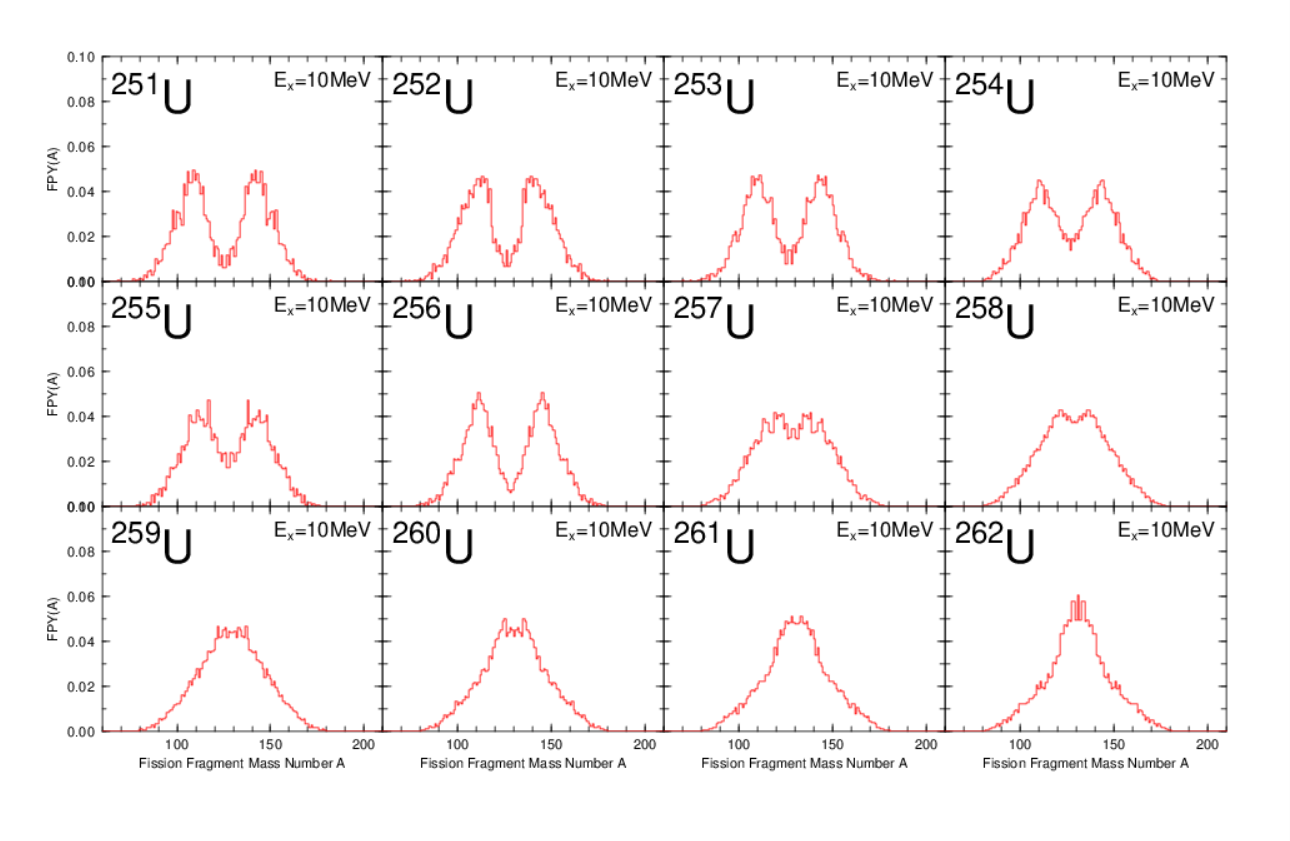 0.10
251U Ex=10MeV
252U Ex=10MeV
253U Ex=10MeV
254U Ex=10MeV
0.08
0.06
FPY(A)
0.04
0.02
0.00
255U Ex=10MeV
256U Ex=10MeV
257U Ex=10MeV
258U Ex=10MeV
0.08
0.06
FPY(A)
0.04
0.02
0.00
259U Ex=10MeV
260U Ex=10MeV
261U Ex=10MeV
262U Ex=10MeV
0.08
0.06
FPY(A)
0.04
0.02
0.00
100 150 200
100 150 200
100 150 200
100 150 200
Fission Fragment Mass Number A
Fission Fragment Mass Number A
Fission Fragment Mass Number A
Fission Fragment Mass Number A